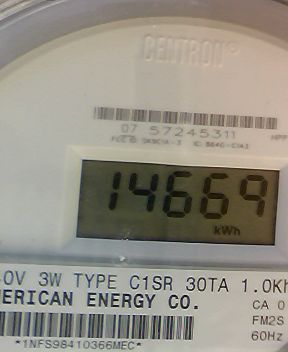 CENTRON®
07 57245311
14669
kWh
3W TYPE C1SR 30TA 1.0Kh
ERICAN ENERGY CO.
CA 0
FM2S
60Hz
*1NFS98410366MEC*